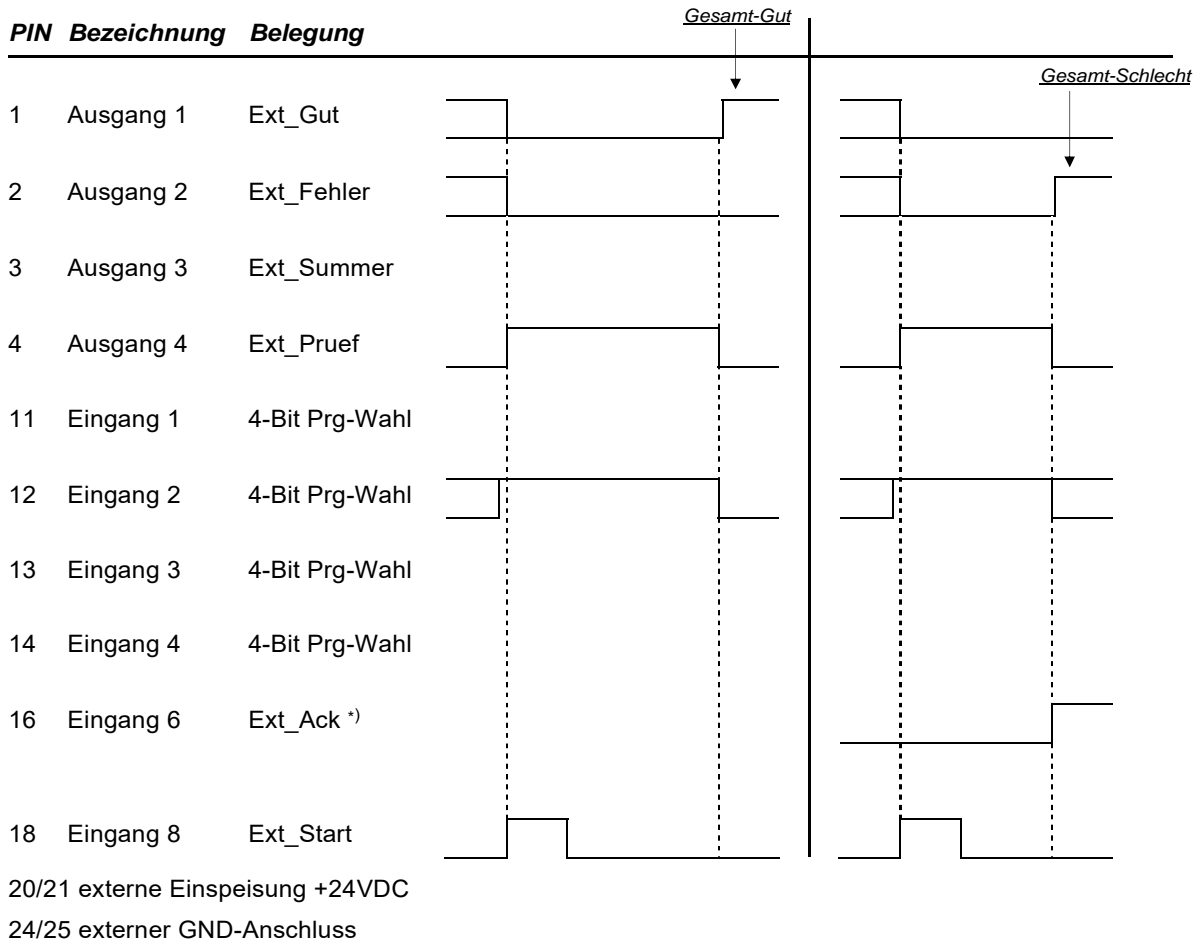 Gesamt-Gut
PIN Bezeichnung Belegung
Gesamt-Schlecht
1 Ausgang 1 Ext_Gut
2 Ausgang 2 Ext_Fehler
3 Ausgang 3 Ext_Summer
4 Ausgang 4 Ext_Pruef
11 Eingang 1 4-Bit Prg-Wahl
12 Eingang 2 4-Bit Prg-Wahl
13 Eingang 3 4-Bit Prg-Wahl
14 Eingang 4 4-Bit Prg-Wahl
16 Eingang 6 Ext_Ack *)
18 Eingang 8 Ext_Start
20/21 externe Einspeisung +24VDC
24/25 externer GND-Anschluss